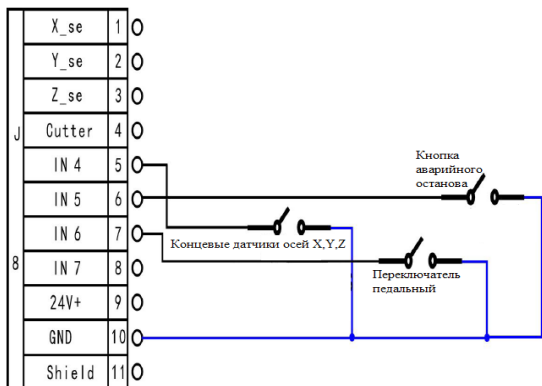 X_se 1
Y_se 2
Z_se 3
J Cutter 4
IN 4 5
IN 5 6
IN 6 7
8 IN 7 8
24V+ 9
GND 10
Shield 11
Кнопка
аварийного
останова
Концевые датчики осей X,Y,Z
Переключатель
педальный